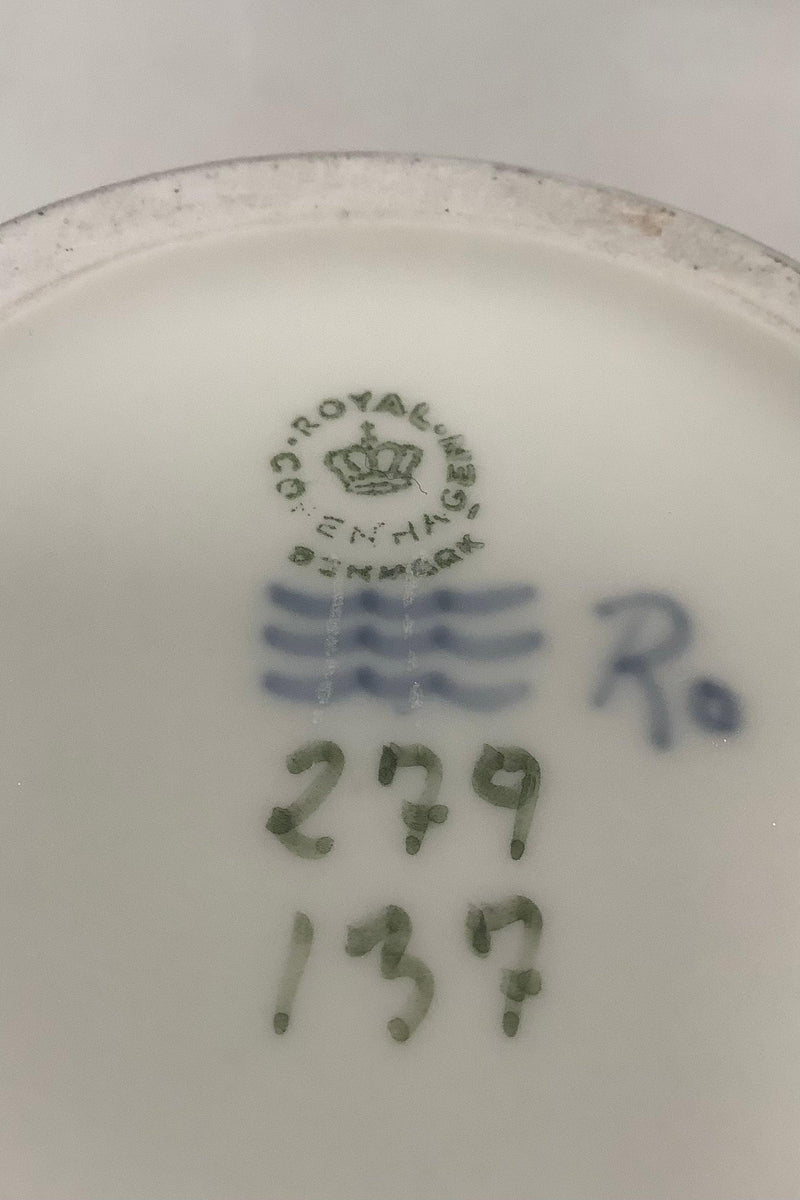 ROYAL COPENHAGEN
DENMARK
Ro
279
137